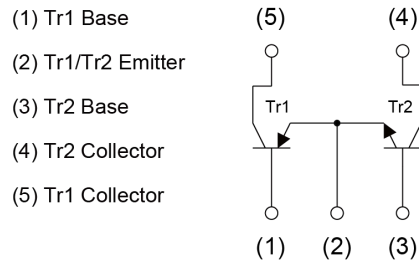 (1) Tr1 Base
(2) Tr1/Tr2 Emitter
(3) Tr2 Base
(4) Tr2 Collector
(5) Tr1 Collector
(5) (4)
Tr1 Tr2
(1) (2) (3)